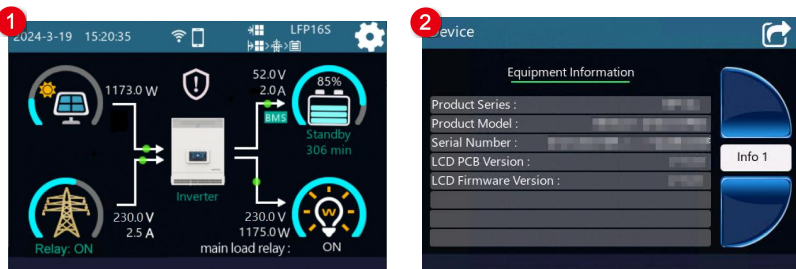 1
2024-3-19 15:20:35
LFP16S
1173.0 W
52.0 V
2.0 A
BMS
85%
Standby
306 min
Inverter
230.0 V
2.5 A
Relay: ON
230.0 V
1175.0 W
main load relay :
W
ON
2
Device
Equipment Information
Product Series :
Product Model :
Serial Number :
LCD PCB Version :
LCD Firmware Version :
Info 1